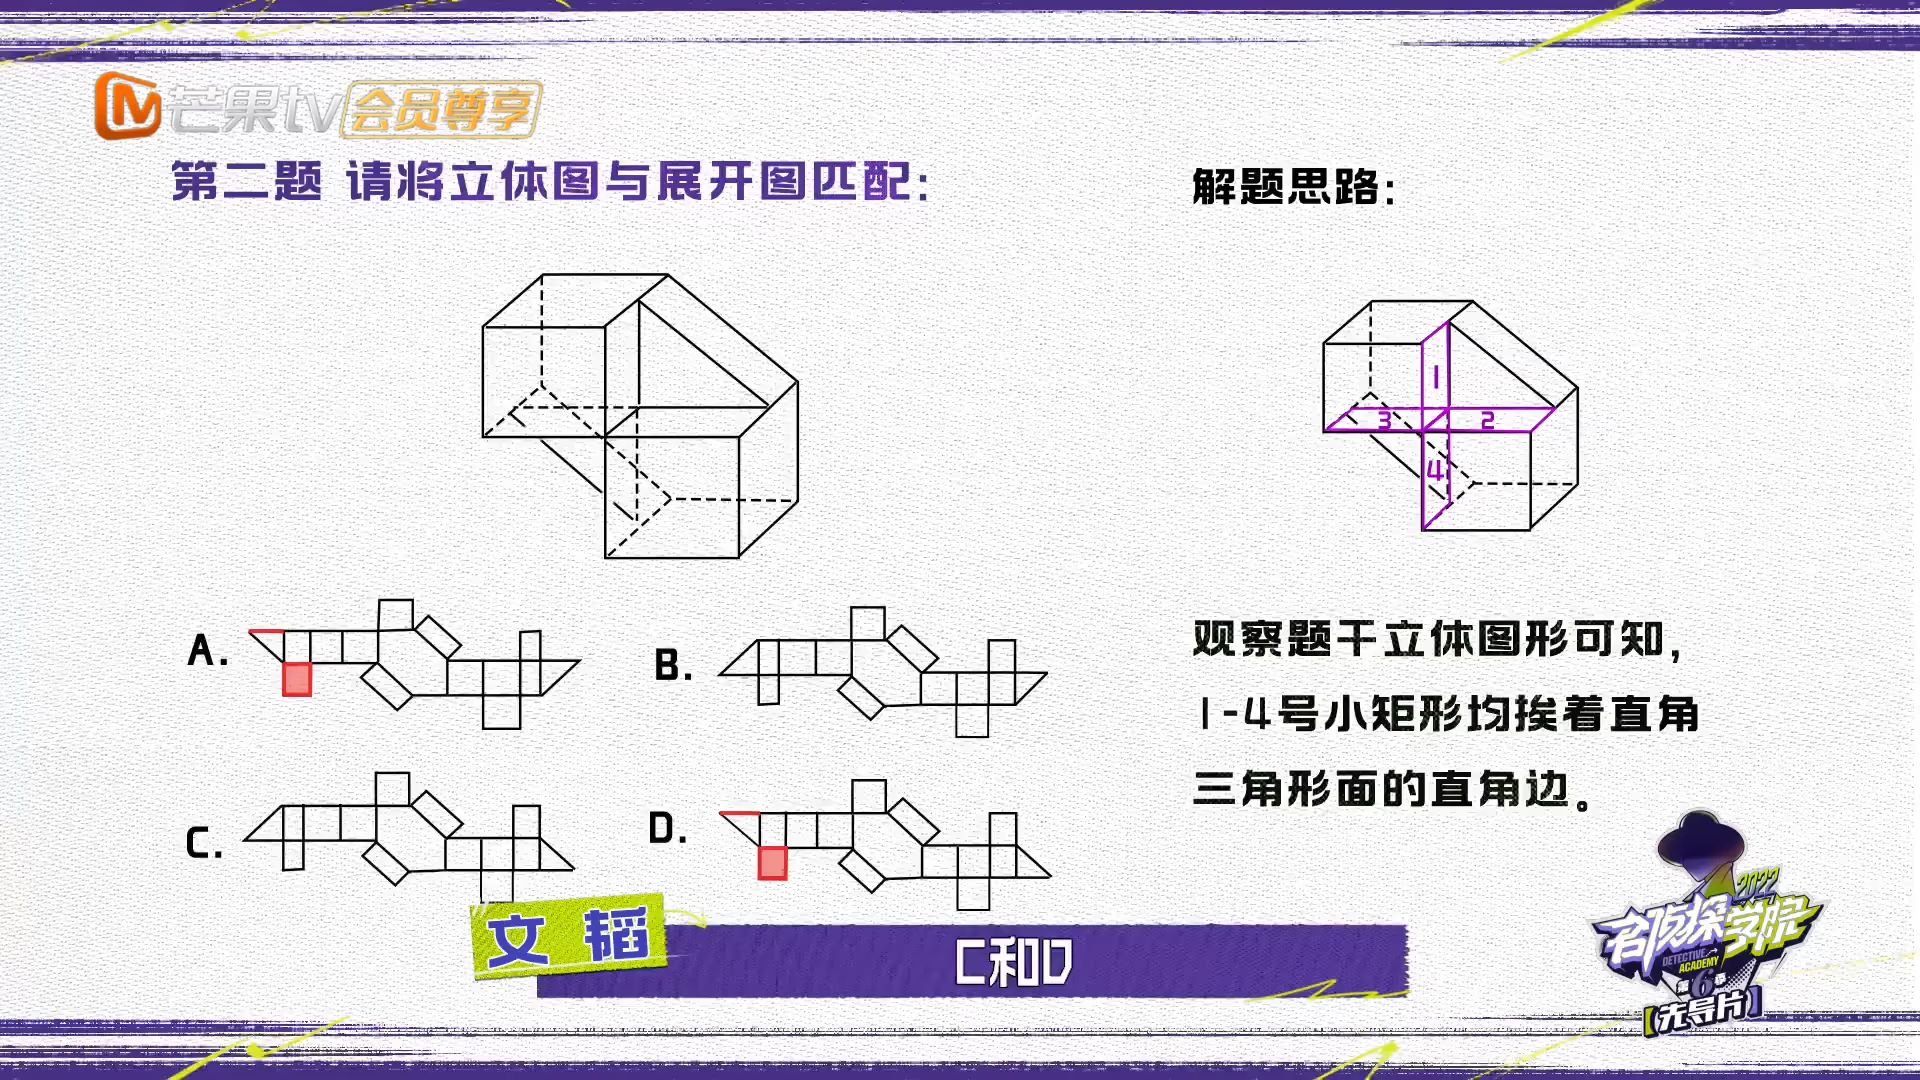 芒果tv 会员尊享
第二题 请将立体图与展开图匹配:
解题思路:
1
3 2
4
A.
B.
C.
D.
观察题干立体图形可知,
1-4号小矩形均挨着直角
三角形面的直角边。
文 韬
C和D
2022
名侦探学院
DETECTIVE
ACADEMY
第6季
【先导片】